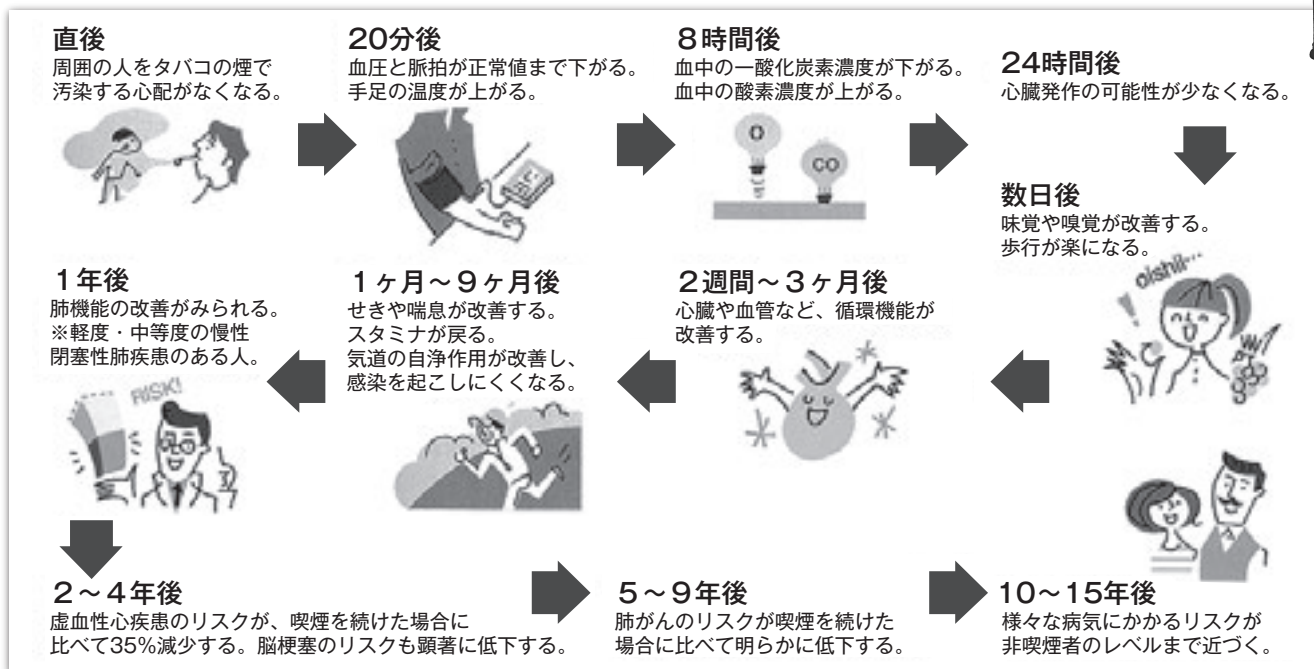 直後
周囲の人をタバコの煙で
汚染する心配がなくなる。
20分後
血圧と脈拍が正常値まで下がる。
手足の温度が上がる。
8時間後
血中の一酸化炭素濃度が下がる。
血中の酸素濃度が上がる。
O
CO
24時間後
心臓発作の可能性が少なくなる。
数日後
味覚や嗅覚が改善する。
歩行が楽になる。
oishii…
2週間～3ヶ月後
心臓や血管など、循環機能が
改善する。
1ヶ月～9ヶ月後
せきや喘息が改善する。
スタミナが戻る。
気道の自浄作用が改善し、
感染を起こしにくくなる。
1年後
肺機能の改善がみられる。
※軽度・中等度の慢性
閉塞性肺疾患のある人。
RISK!
2～4年後
虚血性心疾患のリスクが、喫煙を続けた場合に
比べて35%減少する。脳梗塞のリスクも顕著に低下する。
5～9年後
肺がんのリスクが喫煙を続けた
場合に比べて明らかに低下する。
10～15年後
様々な病気にかかるリスクが
非喫煙者のレベルまで近づく。